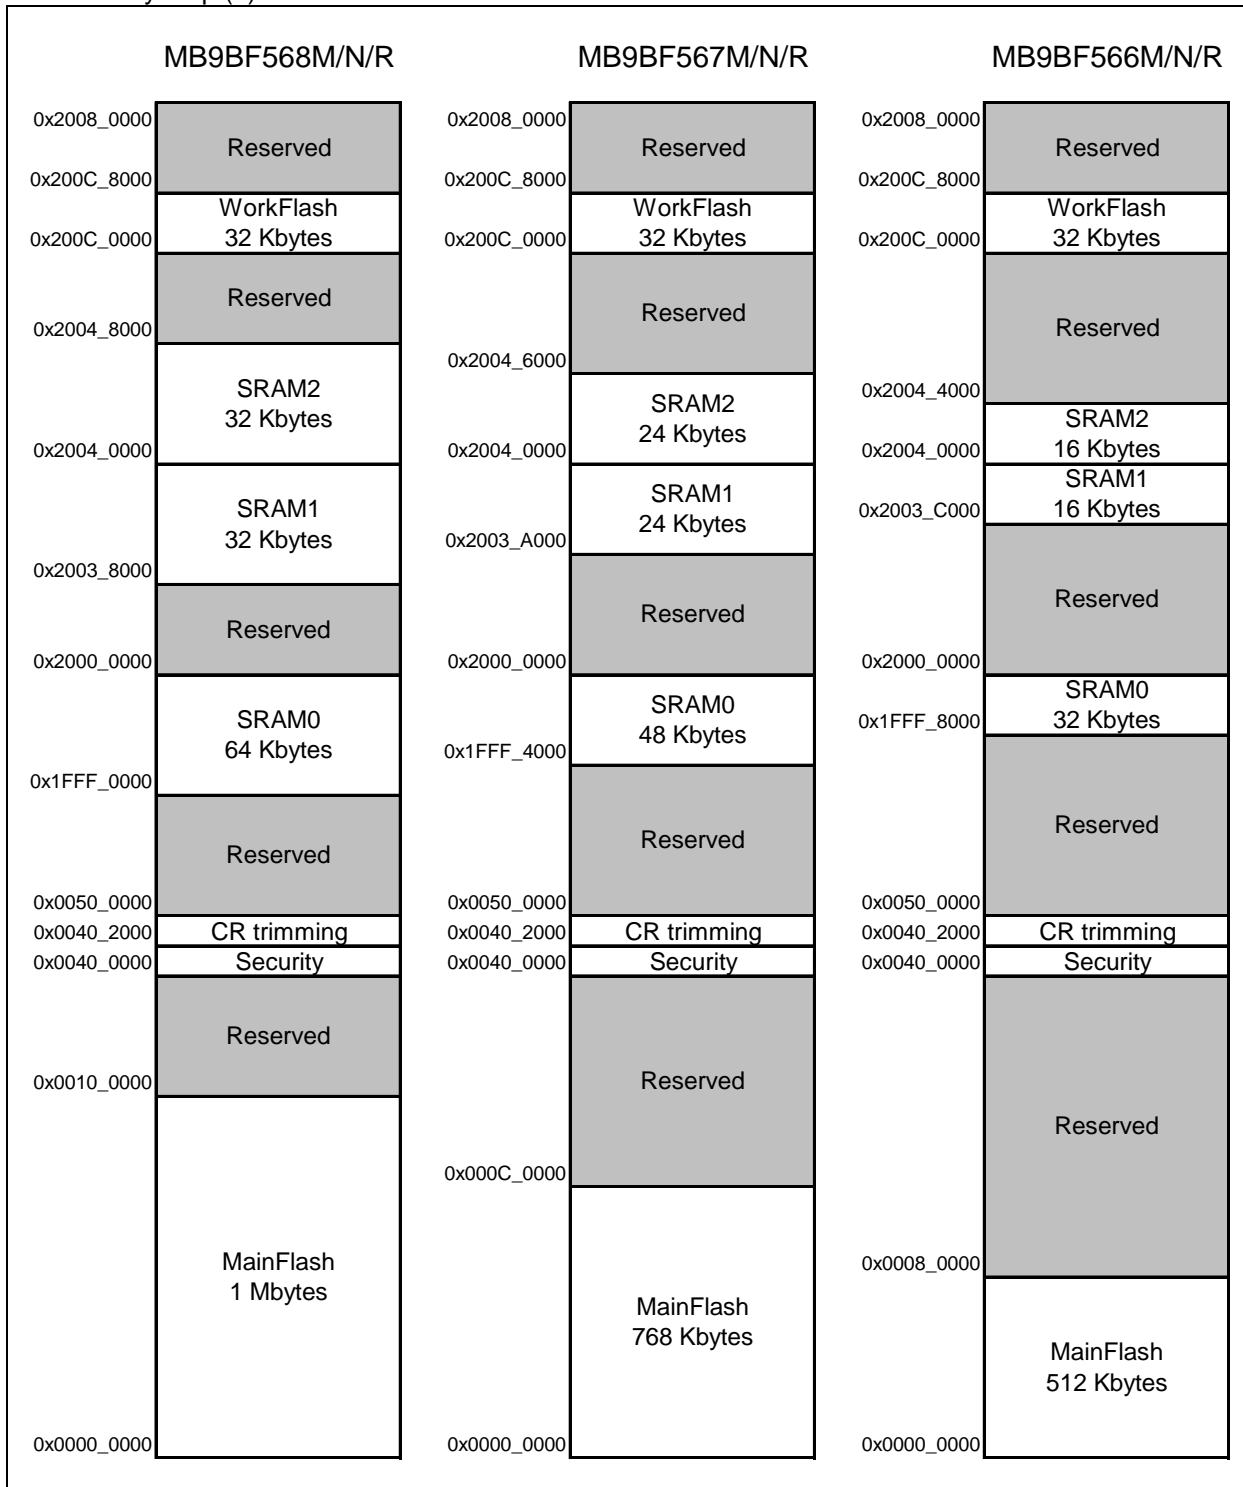 MB9BF568M/N/R
0x2008_0000
Reserved
0x200C_8000
WorkFlash
32 Kbytes
0x200C_0000
Reserved
0x2004_8000
SRAM2
32 Kbytes
0x2004_0000
SRAM1
32 Kbytes
0x2003_8000
Reserved
0x2000_0000
SRAM0
64 Kbytes
0x1FFF_0000
Reserved
0x0050_0000
CR trimming
0x0040_2000
Security
0x0040_0000
Reserved
0x0010_0000
MainFlash
1 Mbytes
0x0000_0000
MB9BF567M/N/R
0x2008_0000
Reserved
0x200C_8000
WorkFlash
32 Kbytes
0x200C_0000
Reserved
0x2004_6000
SRAM2
24 Kbytes
0x2004_0000
SRAM1
24 Kbytes
0x2003_A000
Reserved
0x2000_0000
SRAM0
48 Kbytes
0x1FFF_4000
Reserved
0x0050_0000
CR trimming
0x0040_2000
Security
0x0040_0000
Reserved
0x000C_0000
MainFlash
768 Kbytes
0x0000_0000
MB9BF566M/N/R
0x2008_0000
Reserved
0x200C_8000
WorkFlash
32 Kbytes
0x200C_0000
Reserved
0x2004_4000
SRAM2
16 Kbytes
0x2004_0000
SRAM1
16 Kbytes
0x2003_C000
Reserved
0x2000_0000
SRAM0
32 Kbytes
0x1FFF_8000
Reserved
0x0050_0000
CR trimming
0x0040_2000
Security
0x0040_0000
Reserved
0x0008_0000
MainFlash
512 Kbytes
0x0000_0000